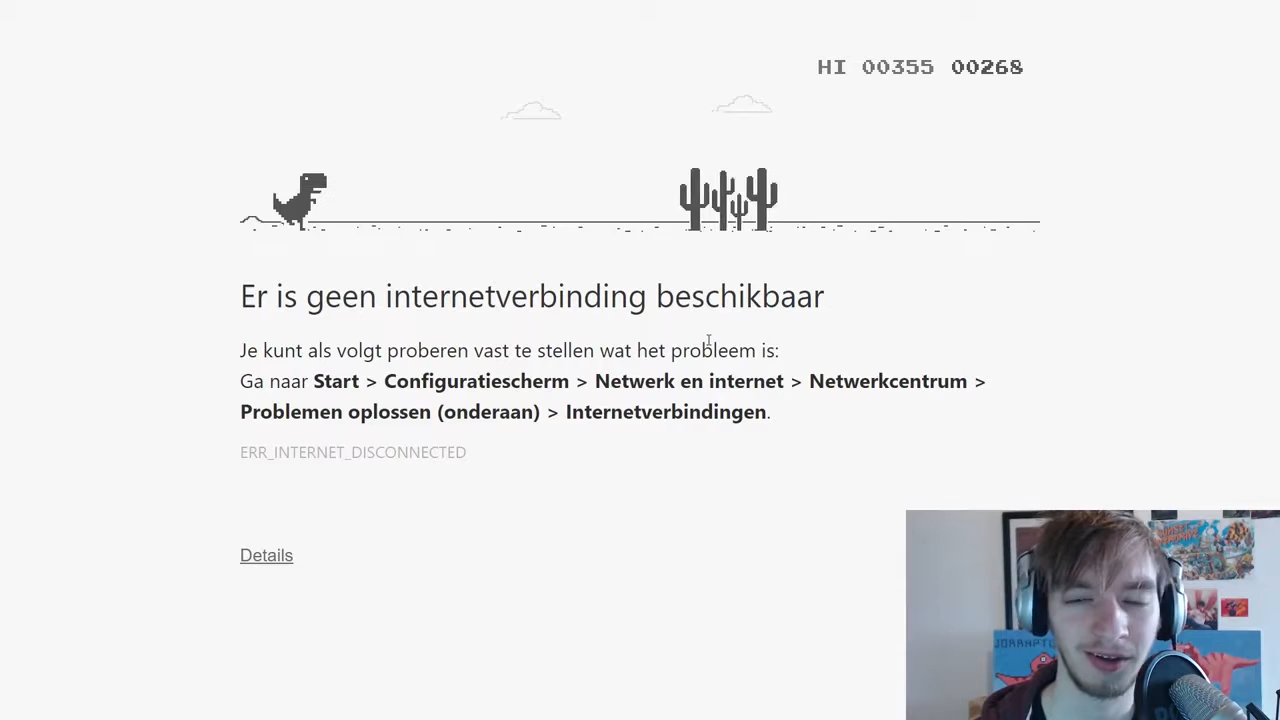 HI 00355 00268
Er is geen internetverbinding beschikbaar
Je kunt als volgt proberen vast te stellen wat het probleem is:
Ga naar Start > Configuratiescherm > Netwerk en internet > Netwerkcentrum >
Problemen oplossen (onderaan) > Internetverbindingen.
ERR_INTERNET_DISCONNECTED
Details